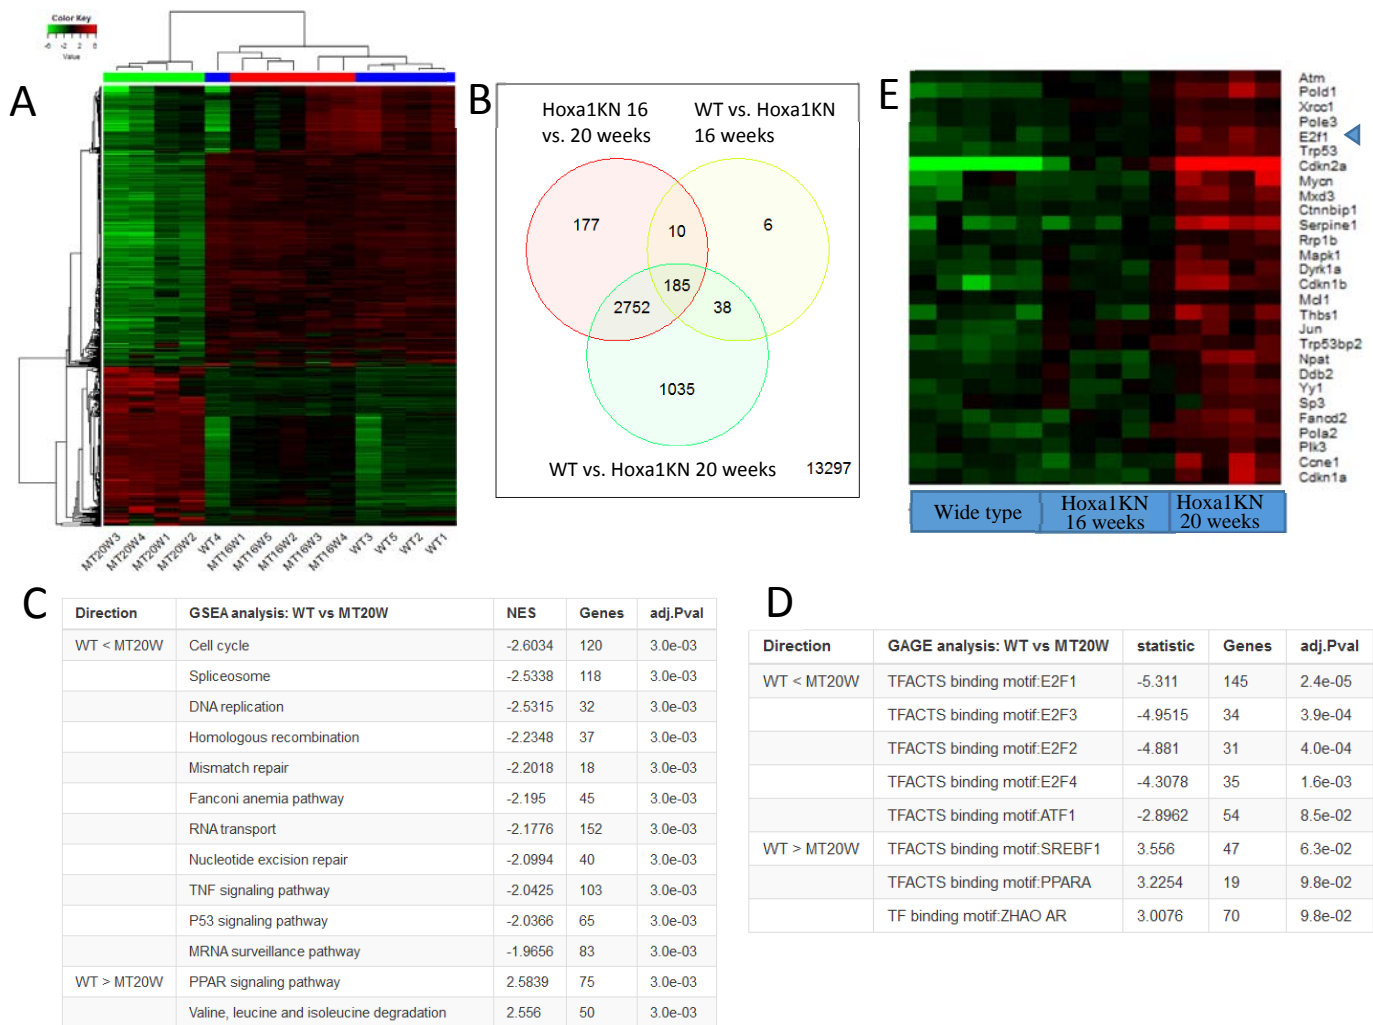 Color Key
-6 -2 2 6
Value
A
MT20W3
MT20W4
MT20W1
MT20W2
WT4
MT16W1
MT16W5
MT16W2
MT16W3
MT16W4
WT3
WT5
WT2
WT1
B
Hoxa1KN 16
vs. 20 weeks
WT vs. Hoxa1KN
16 weeks
177
10
6
185
2752
38
1035
WT vs. Hoxa1KN 20 weeks
13297
E
Atm
Pold1
Xrcc1
Pole3
E2f1
Trp53
Cdkn2a
Mycn
Mxd3
Ctnnbip1
Serpine1
Rrp1b
Mapk1
Dyrk1a
Cdkn1b
Mcl1
Thbs1
Jun
Trp53bp2
Npat
Ddb2
Yy1
Sp3
Fancd2
Pola2
Plk3
Ccne1
Cdkn1a
Wide type
Hoxa1KN
16 weeks
Hoxa1KN
20 weeks
C
Direction GSEA analysis: WT vs MT20W NES Genes adj.Pval
WT < MT20W Cell cycle -2.6034 120 3.0e-03
Spliceosome -2.5338 118 3.0e-03
DNA replication -2.5315 32 3.0e-03
Homologous recombination -2.2348 37 3.0e-03
Mismatch repair -2.2018 18 3.0e-03
Fanconi anemia pathway -2.195 45 3.0e-03
RNA transport -2.1776 152 3.0e-03
Nucleotide excision repair -2.0994 40 3.0e-03
TNF signaling pathway -2.0425 103 3.0e-03
P53 signaling pathway -2.0366 65 3.0e-03
MRNA surveillance pathway -1.9656 83 3.0e-03
WT > MT20W PPAR signaling pathway 2.5839 75 3.0e-03
Valine, leucine and isoleucine degradation 2.556 50 3.0e-03
D
Direction GAGE analysis: WT vs MT20W statistic Genes adj.Pval
WT < MT20W TFACTS binding motif:E2F1 -5.311 145 2.4e-05
TFACTS binding motif:E2F3 -4.9515 34 3.9e-04
TFACTS binding motif:E2F2 -4.881 31 4.0e-04
TFACTS binding motif:E2F4 -4.3078 35 1.6e-03
TFACTS binding motif:ATF1 -2.8962 54 8.5e-02
WT > MT20W TFACTS binding motif:SREBF1 3.556 47 6.3e-02
TFACTS binding motif:PPARA 3.2254 19 9.8e-02
TF binding motif:ZHAO AR 3.0076 70 9.8e-02